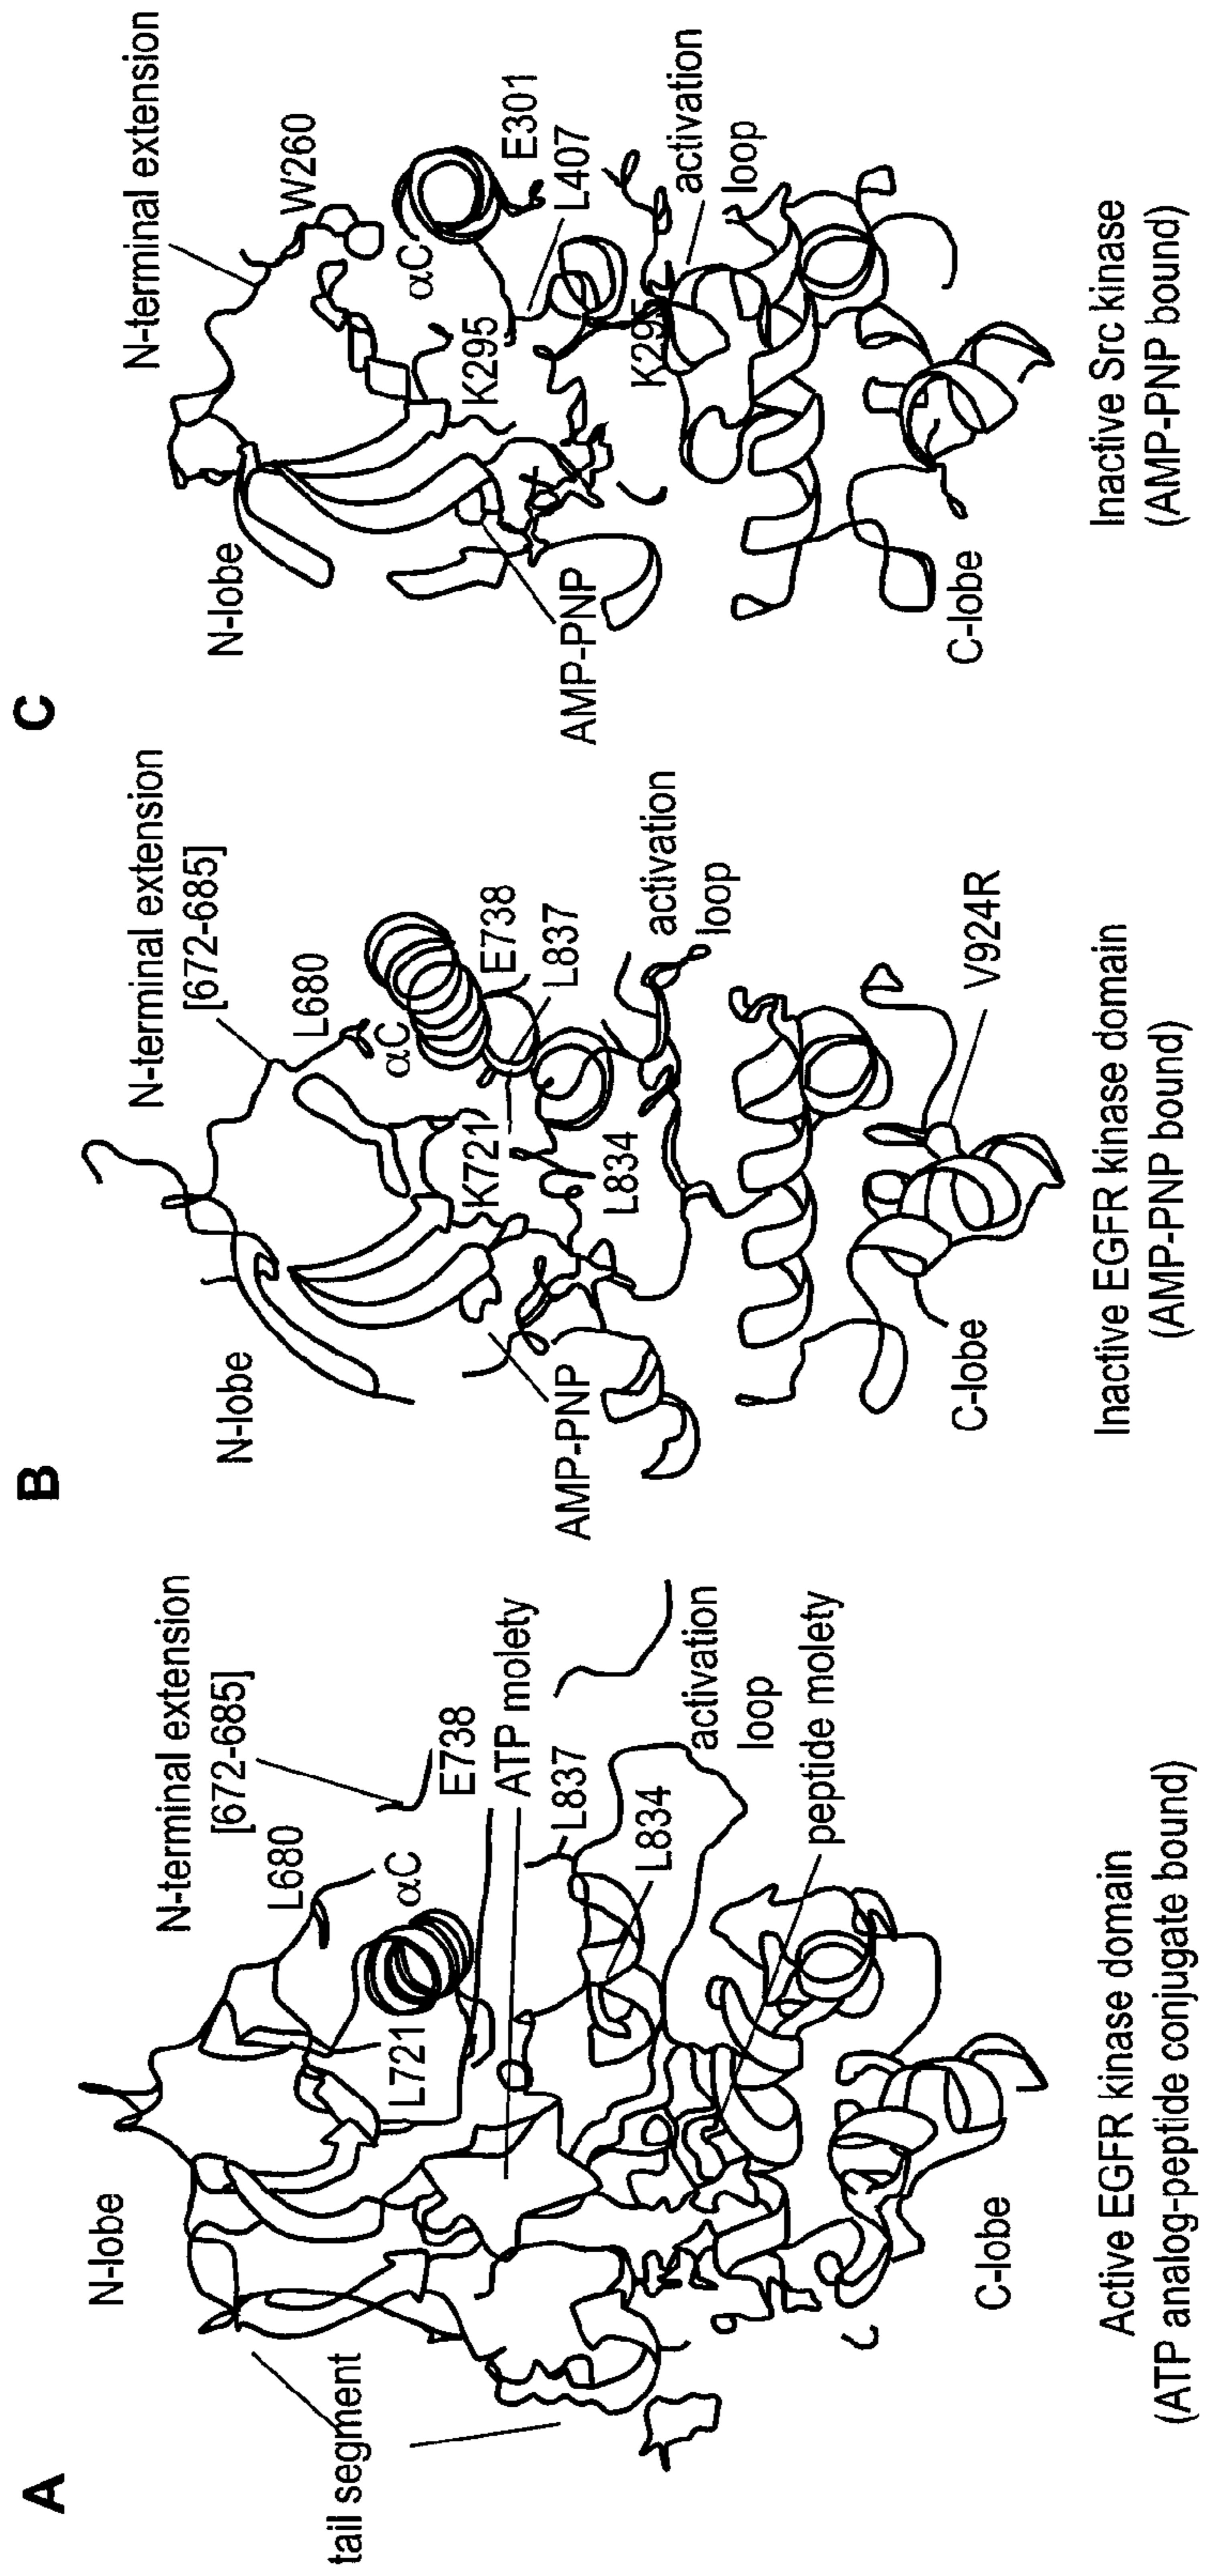 A
N-lobe
N-terminal extension
[672-685]
L680
αC
L721
E738
ATP molety
L837
L834
activation
loop
peptide molety
tail segment
C-lobe
Active EGFR kinase domain
(ATP analog-peptide conjugate bound)
B
N-lobe
N-terminal extension
[672-685]
L680
αC
K721
E738
L837
L834
activation
loop
AMP-PNP
V924R
C-lobe
Inactive EGFR kinase domain
(AMP-PNP bound)
C
N-lobe
N-terminal extension
W260
αC
K295
E301
L407
K295
activation
loop
AMP-PNP
C-lobe
Inactive Src kinase
(AMP-PNP bound)